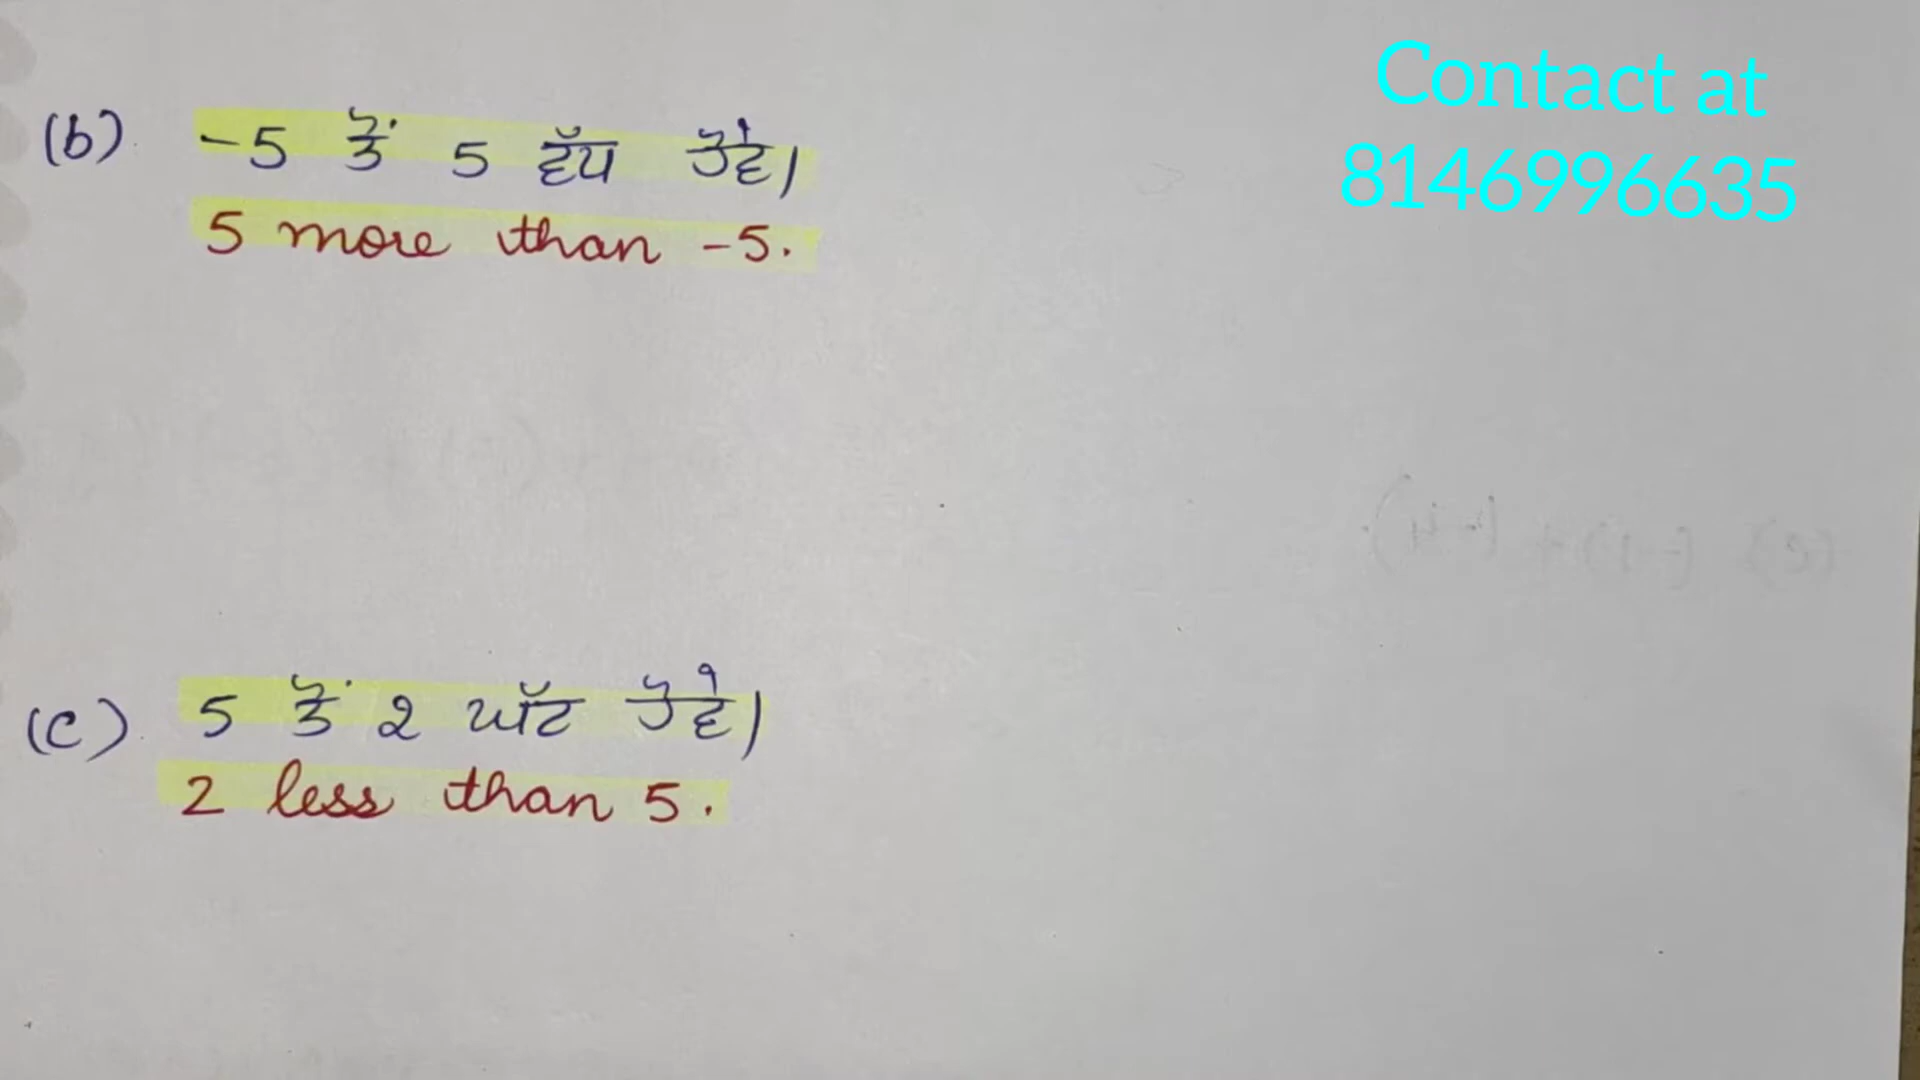 Contact at
8146996635
(b) -5 ਤੋਂ 5 ਵੱਧ ਹੋਵੇ।
5 more than -5.
(c) 5 ਤੋਂ 2 ਘੱਟ ਹੋਵੇ।
2 less than 5.